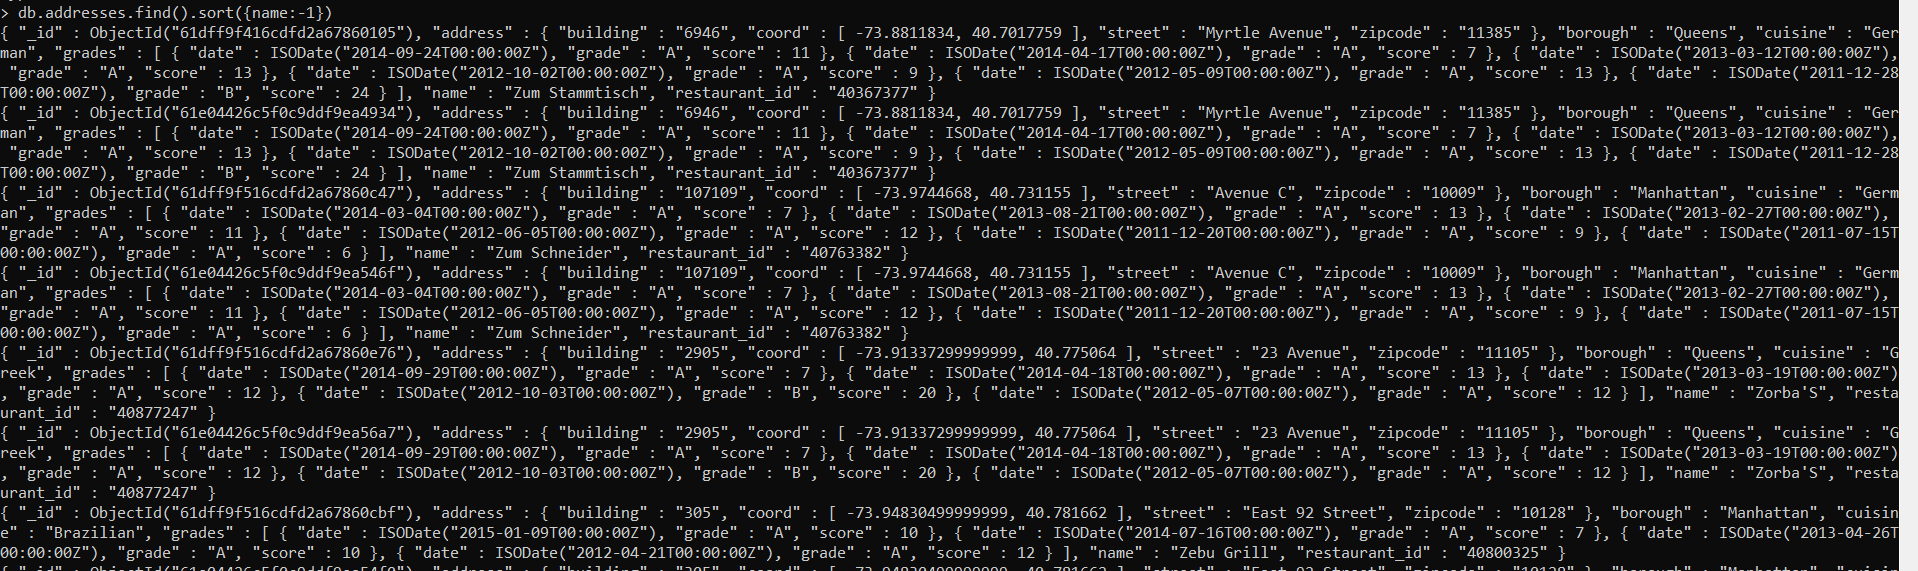 > db.addresses.find().sort({name:-1})
{ "_id" : ObjectId("61dff9f416cdfd2a67860105"), "address" : { "building" : "6946", "coord" : [ -73.8811834, 40.7017759 ], "street" : "Myrtle Avenue", "zipcode" : "11385" }, "borough" : "Queens", "cuisine" : "Ger
man", "grades" : [ { "date" : ISODate("2014-09-24T00:00:00Z"), "grade" : "A", "score" : 11 }, { "date" : ISODate("2014-04-17T00:00:00Z"), "grade" : "A", "score" : 7 }, { "date" : ISODate("2013-03-12T00:00:00Z"),
 "grade" : "A", "score" : 13 }, { "date" : ISODate("2012-10-02T00:00:00Z"), "grade" : "A", "score" : 9 }, { "date" : ISODate("2012-05-09T00:00:00Z"), "grade" : "A", "score" : 13 }, { "date" : ISODate("2011-12-28
T00:00:00Z"), "grade" : "B", "score" : 24 } ], "name" : "Zum Stammtisch", "restaurant_id" : "40367377" }
{ "_id" : ObjectId("61e04426c5f0c9ddf9ea4934"), "address" : { "building" : "6946", "coord" : [ -73.8811834, 40.7017759 ], "street" : "Myrtle Avenue", "zipcode" : "11385" }, "borough" : "Queens", "cuisine" : "Ger
man", "grades" : [ { "date" : ISODate("2014-09-24T00:00:00Z"), "grade" : "A", "score" : 11 }, { "date" : ISODate("2014-04-17T00:00:00Z"), "grade" : "A", "score" : 7 }, { "date" : ISODate("2013-03-12T00:00:00Z"),
 "grade" : "A", "score" : 13 }, { "date" : ISODate("2012-10-02T00:00:00Z"), "grade" : "A", "score" : 9 }, { "date" : ISODate("2012-05-09T00:00:00Z"), "grade" : "A", "score" : 13 }, { "date" : ISODate("2011-12-28
T00:00:00Z"), "grade" : "B", "score" : 24 } ], "name" : "Zum Stammtisch", "restaurant_id" : "40367377" }
{ "_id" : ObjectId("61dff9f516cdfd2a67860c47"), "address" : { "building" : "107109", "coord" : [ -73.9744668, 40.731155 ], "street" : "Avenue C", "zipcode" : "10009" }, "borough" : "Manhattan", "cuisine" : "Germ
an", "grades" : [ { "date" : ISODate("2014-03-04T00:00:00Z"), "grade" : "A", "score" : 7 }, { "date" : ISODate("2013-08-21T00:00:00Z"), "grade" : "A", "score" : 13 }, { "date" : ISODate("2013-02-27T00:00:00Z"),
"grade" : "A", "score" : 11 }, { "date" : ISODate("2012-06-05T00:00:00Z"), "grade" : "A", "score" : 12 }, { "date" : ISODate("2011-12-20T00:00:00Z"), "grade" : "A", "score" : 9 }, { "date" : ISODate("2011-07-15T
00:00:00Z"), "grade" : "A", "score" : 6 } ], "name" : "Zum Schneider", "restaurant_id" : "40763382" }
{ "_id" : ObjectId("61e04426c5f0c9ddf9ea546f"), "address" : { "building" : "107109", "coord" : [ -73.9744668, 40.731155 ], "street" : "Avenue C", "zipcode" : "10009" }, "borough" : "Manhattan", "cuisine" : "Germ
an", "grades" : [ { "date" : ISODate("2014-03-04T00:00:00Z"), "grade" : "A", "score" : 7 }, { "date" : ISODate("2013-08-21T00:00:00Z"), "grade" : "A", "score" : 13 }, { "date" : ISODate("2013-02-27T00:00:00Z"),
"grade" : "A", "score" : 11 }, { "date" : ISODate("2012-06-05T00:00:00Z"), "grade" : "A", "score" : 12 }, { "date" : ISODate("2011-12-20T00:00:00Z"), "grade" : "A", "score" : 9 }, { "date" : ISODate("2011-07-15T
00:00:00Z"), "grade" : "A", "score" : 6 } ], "name" : "Zum Schneider", "restaurant_id" : "40763382" }
{ "_id" : ObjectId("61dff9f516cdfd2a67860e76"), "address" : { "building" : "2905", "coord" : [ -73.91337299999999, 40.775064 ], "street" : "23 Avenue", "zipcode" : "11105" }, "borough" : "Queens", "cuisine" : "G
reek", "grades" : [ { "date" : ISODate("2014-09-29T00:00:00Z"), "grade" : "A", "score" : 7 }, { "date" : ISODate("2014-04-18T00:00:00Z"), "grade" : "A", "score" : 13 }, { "date" : ISODate("2013-03-19T00:00:00Z")
, "grade" : "A", "score" : 12 }, { "date" : ISODate("2012-10-03T00:00:00Z"), "grade" : "B", "score" : 20 }, { "date" : ISODate("2012-05-07T00:00:00Z"), "grade" : "A", "score" : 12 } ], "name" : "Zorba'S", "resta
urant_id" : "40877247" }
{ "_id" : ObjectId("61e04426c5f0c9ddf9ea56a7"), "address" : { "building" : "2905", "coord" : [ -73.91337299999999, 40.775064 ], "street" : "23 Avenue", "zipcode" : "11105" }, "borough" : "Queens", "cuisine" : "G
reek", "grades" : [ { "date" : ISODate("2014-09-29T00:00:00Z"), "grade" : "A", "score" : 7 }, { "date" : ISODate("2014-04-18T00:00:00Z"), "grade" : "A", "score" : 13 }, { "date" : ISODate("2013-03-19T00:00:00Z")
, "grade" : "A", "score" : 12 }, { "date" : ISODate("2012-10-03T00:00:00Z"), "grade" : "B", "score" : 20 }, { "date" : ISODate("2012-05-07T00:00:00Z"), "grade" : "A", "score" : 12 } ], "name" : "Zorba'S", "resta
urant_id" : "40877247" }
{ "_id" : ObjectId("61dff9f516cdfd2a67860cbf"), "address" : { "building" : "305", "coord" : [ -73.94830499999999, 40.781662 ], "street" : "East 92 Street", "zipcode" : "10128" }, "borough" : "Manhattan", "cuisin
e" : "Brazilian", "grades" : [ { "date" : ISODate("2015-01-09T00:00:00Z"), "grade" : "A", "score" : 10 }, { "date" : ISODate("2014-07-16T00:00:00Z"), "grade" : "A", "score" : 7 }, { "date" : ISODate("2013-04-26T
00:00:00Z"), "grade" : "A", "score" : 10 }, { "date" : ISODate("2012-04-21T00:00:00Z"), "grade" : "A", "score" : 12 } ], "name" : "Zebu Grill", "restaurant_id" : "40800325" }